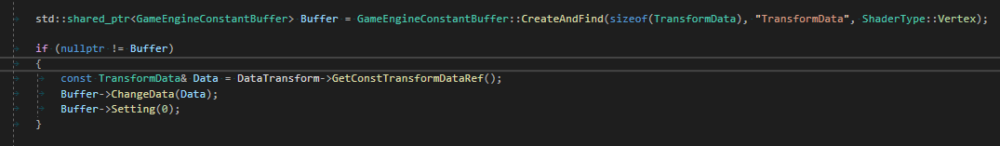 std::shared_ptr<GameEngineConstantBuffer> Buffer = GameEngineConstantBuffer::CreateAndFind(sizeof(TransformData), "TransformData", ShaderType::Vertex);
if (nullptr != Buffer)
{
const TransformData& Data = DataTransform->GetConstTransformDataRef();
Buffer->ChangeData(Data);
Buffer->Setting(0);
}